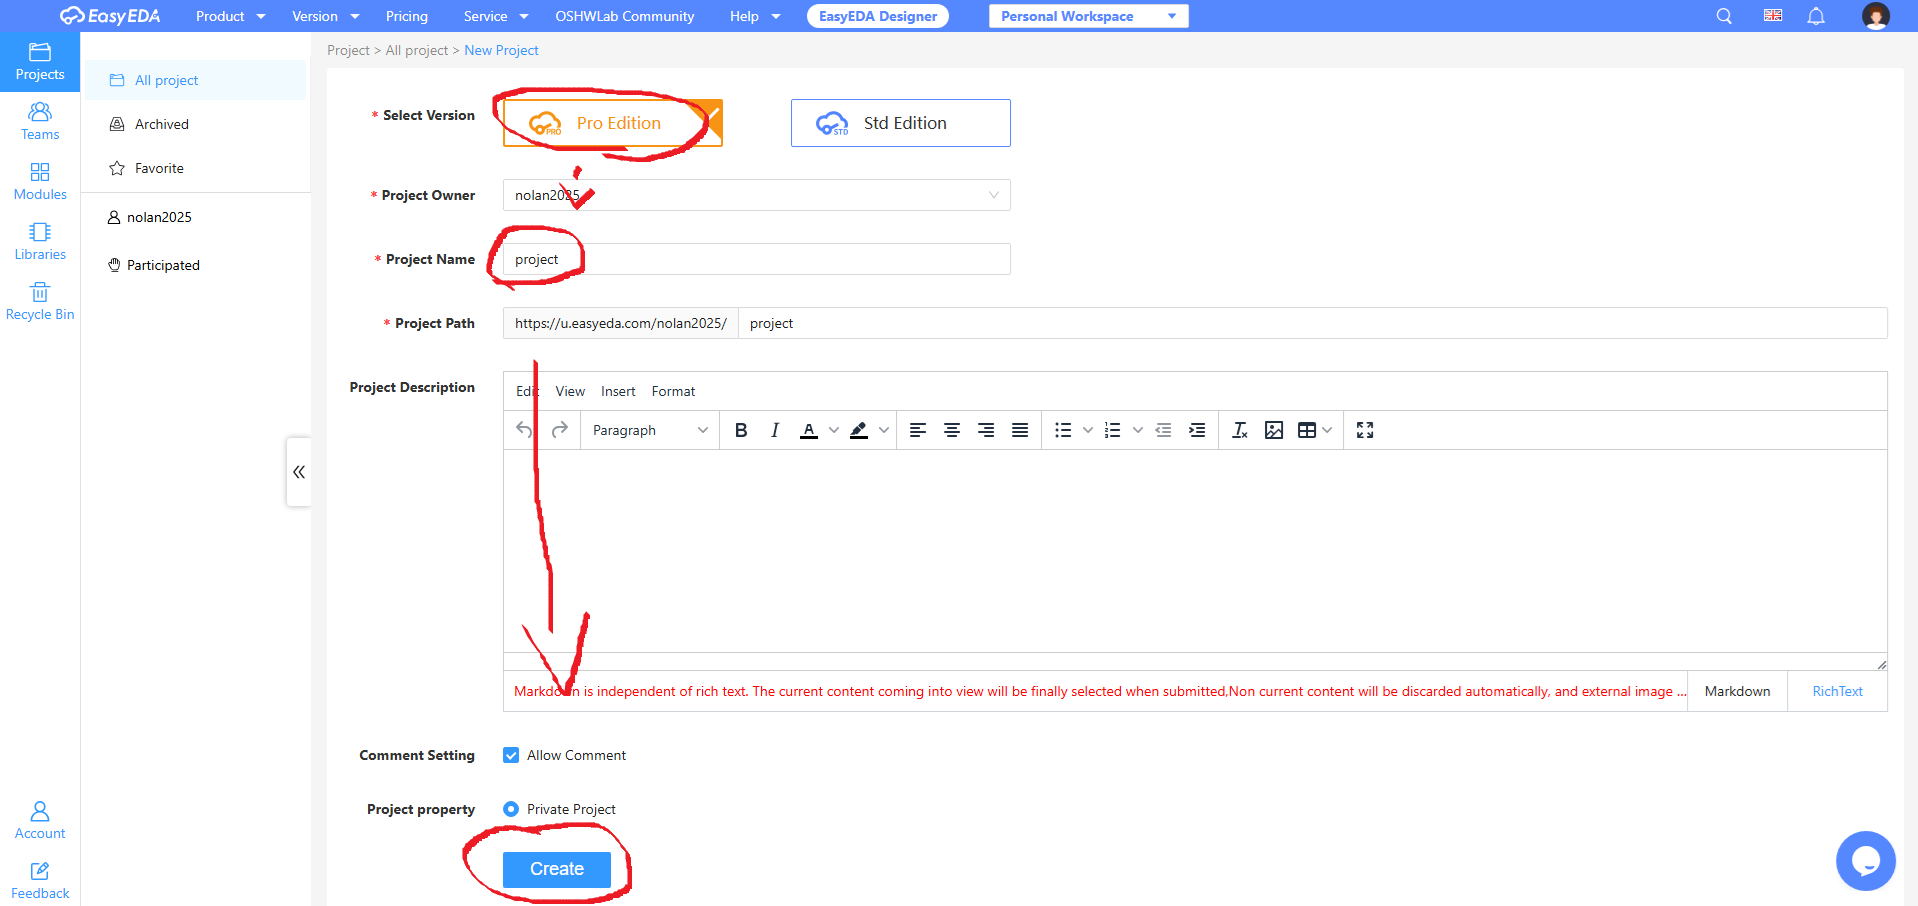 EasyEDA Product Version Pricing Service OSHWLab Community Help EasyEDA Designer Personal Workspace
Projects
Teams
Modules
Libraries
Recycle Bin
Account
Feedback
All project
Archived
Favorite
nolan2025
Participated
Project > All project > New Project
* Select Version PRO Pro Edition STD Std Edition
* Project Owner nolan2025
* Project Name project
* Project Path https://u.easyeda.com/nolan2025/ project
Project Description Edit View Insert Format
Paragraph B I A
Markdown is independent of rich text. The current content coming into view will be finally selected when submitted,Non current content will be discarded automatically, and external image ... Markdown RichText
Comment Setting Allow Comment
Project property Private Project
Create